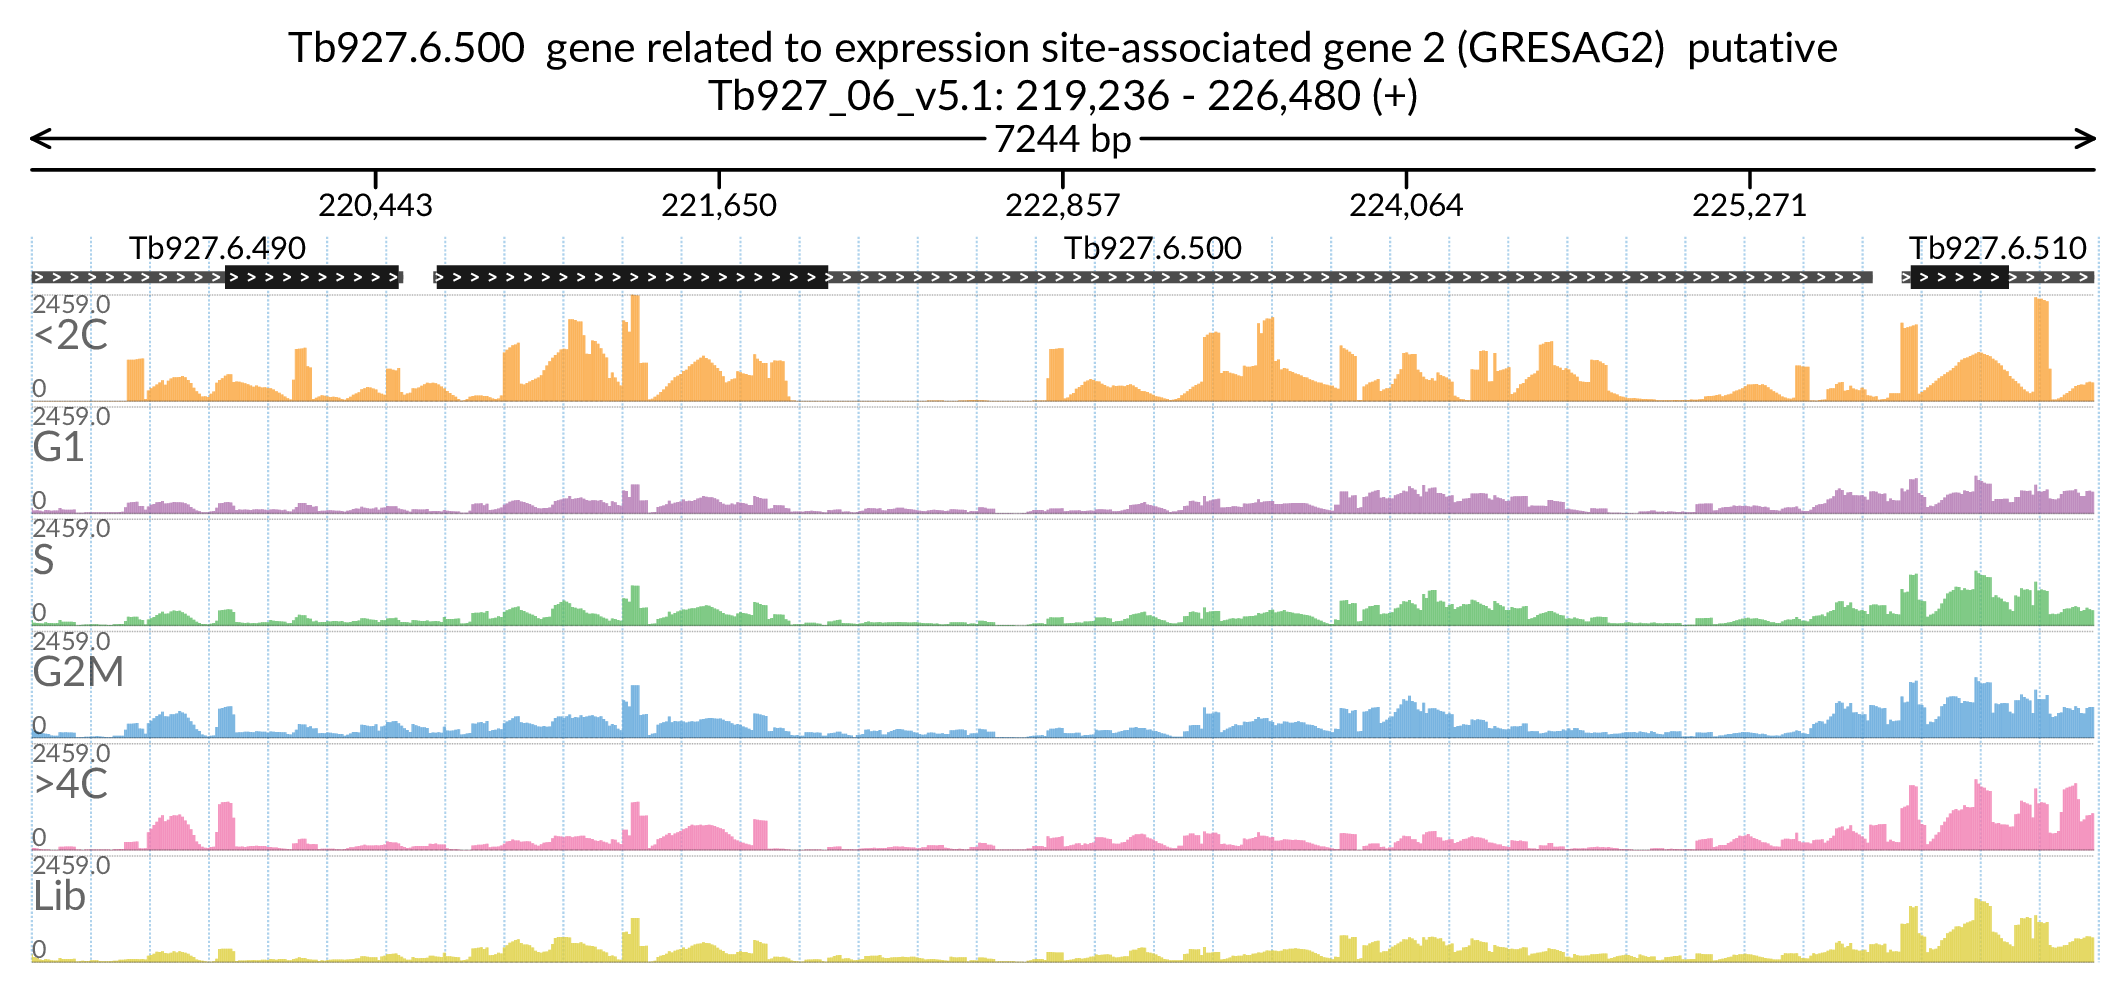 Tb927.6.500  gene related to expression site-associated gene 2 (GRESAG2)  putative
Tb927_06_v5.1: 219,236 - 226,480 (+)
7244 bp
220,443 221,650 222,857 224,064 225,271
Tb927.6.490 Tb927.6.500 Tb927.6.510
2459.0
<2C
0
2459.0
G1
0
2459.0
S
0
2459.0
G2M
0
2459.0
>4C
0
2459.0
Lib
0